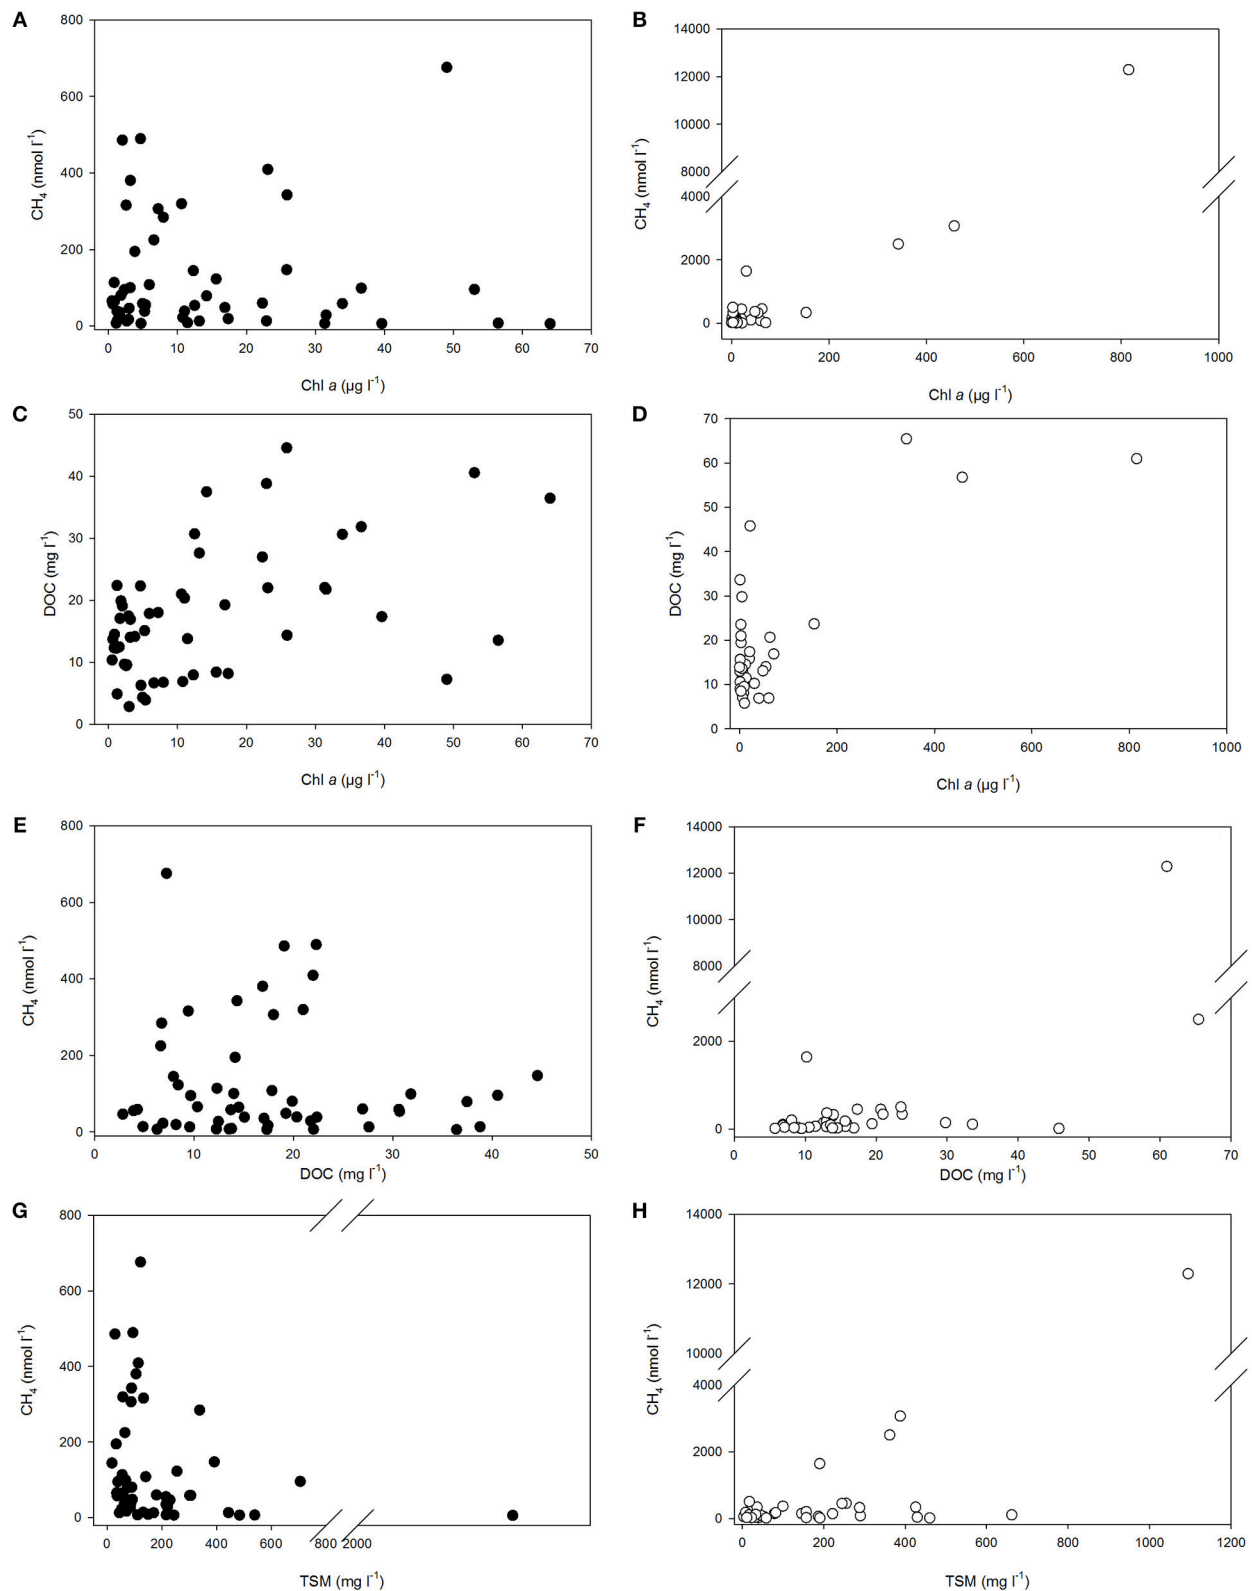 A
800
600
400
200
0
CH4 (nmol l-1)
0 10 20 30 40 50 60 70
Chl a (µg l-1)
B
14000
12000
10000
8000
4000
2000
0
CH4 (nmol l-1)
0 200 400 600 800 1000
Chl a (µg l-1)
C
50
40
30
20
10
0
DOC (mg l-1)
0 10 20 30 40 50 60 70
Chl a (µg l-1)
D
70
60
50
40
30
20
10
0
DOC (mg l-1)
0 200 400 600 800 1000
Chl a (µg l-1)
E
800
600
400
200
0
CH4 (nmol l-1)
0 10 20 30 40 50
DOC (mg l-1)
F
14000
12000
10000
8000
2000
0
CH4 (nmol l-1)
0 10 20 30 40 50 60 70
DOC (mg l-1)
G
800
600
400
200
0
CH4 (nmol l-1)
0 200 400 600 800 2000
TSM (mg l-1)
H
14000
12000
10000
4000
2000
0
CH4 (nmol l-1)
0 200 400 600 800 1000 1200
TSM (mg l-1)